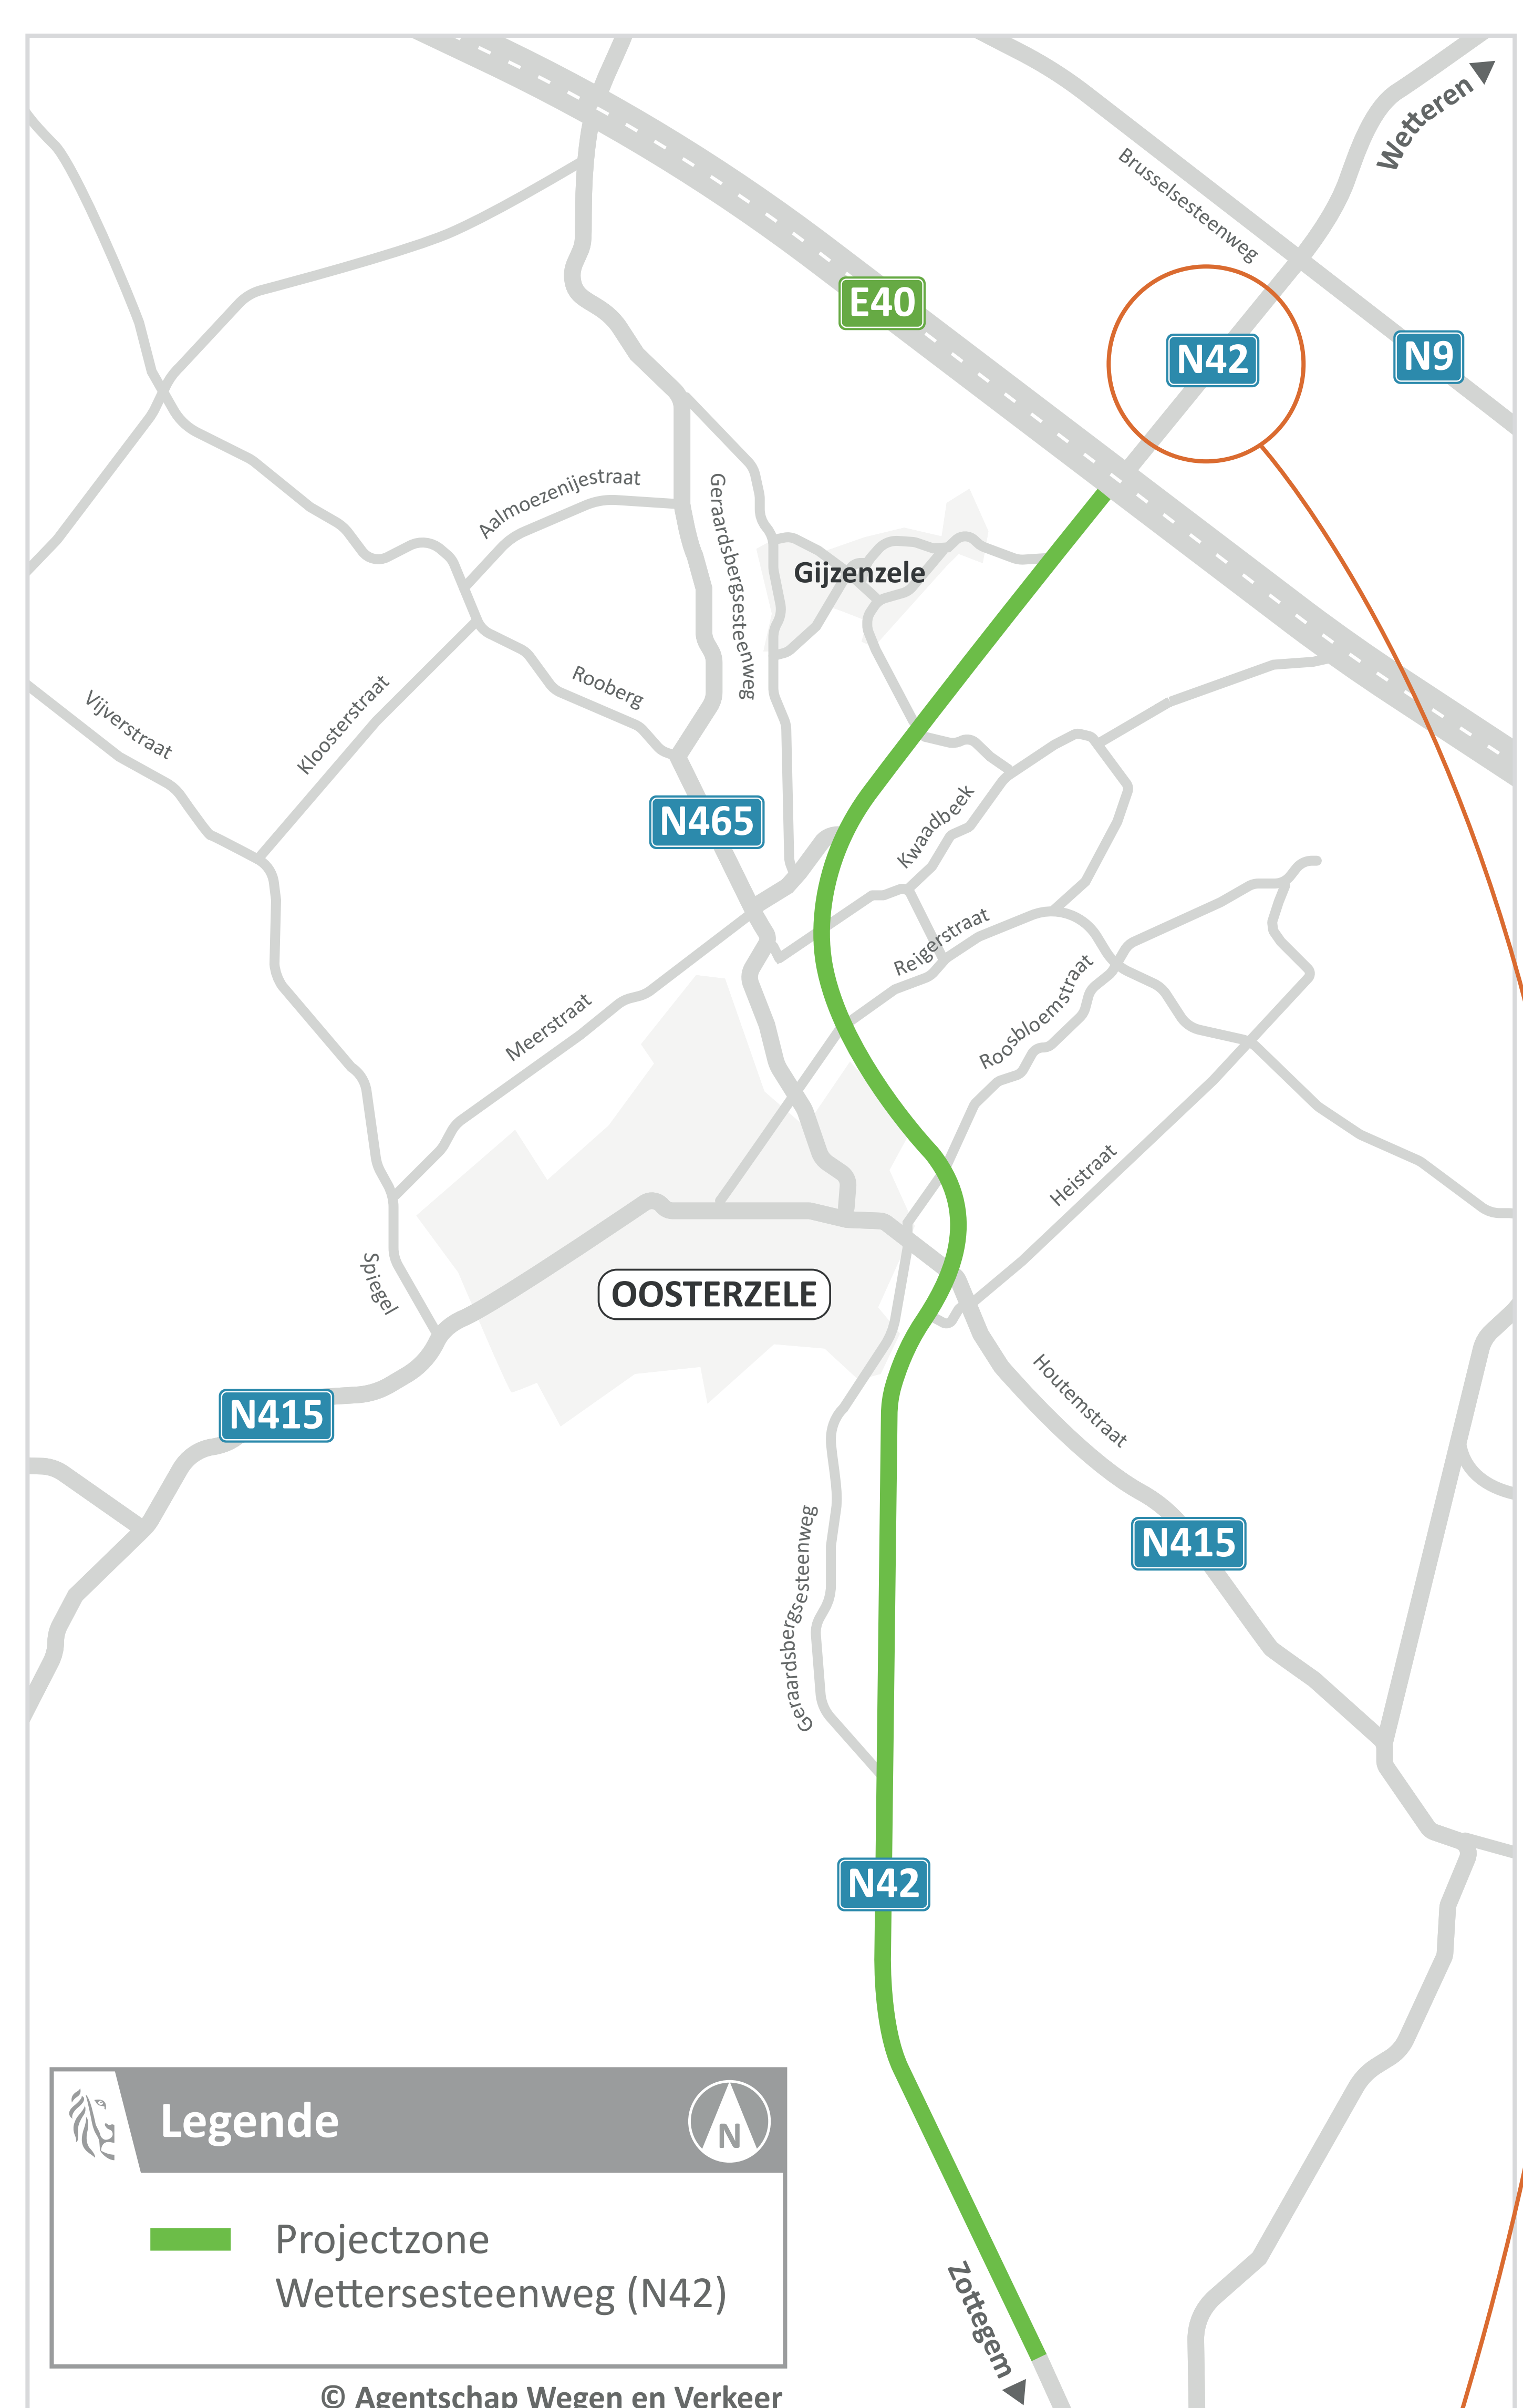 Wetteren
Brusselsesteenweg
E40
N42
N9
Aalmoezenijestraat
Geraardsbergsesteenweg
Gijzenzele
Rooberg
Kloosterstraat
Vijverstraat
N465
Kwaadbeek
Reigerstraat
Roosbloemstraat
Meerstraat
Heistraat
Spiegel
OOSTERZELE
Houtemstraat
N415
N415
Geraardsbergsesteenweg
N42
Legende
N
Projectzone
Wettersesteenweg (N42)
Zottegem
© Agentschap Wegen en Verkeer